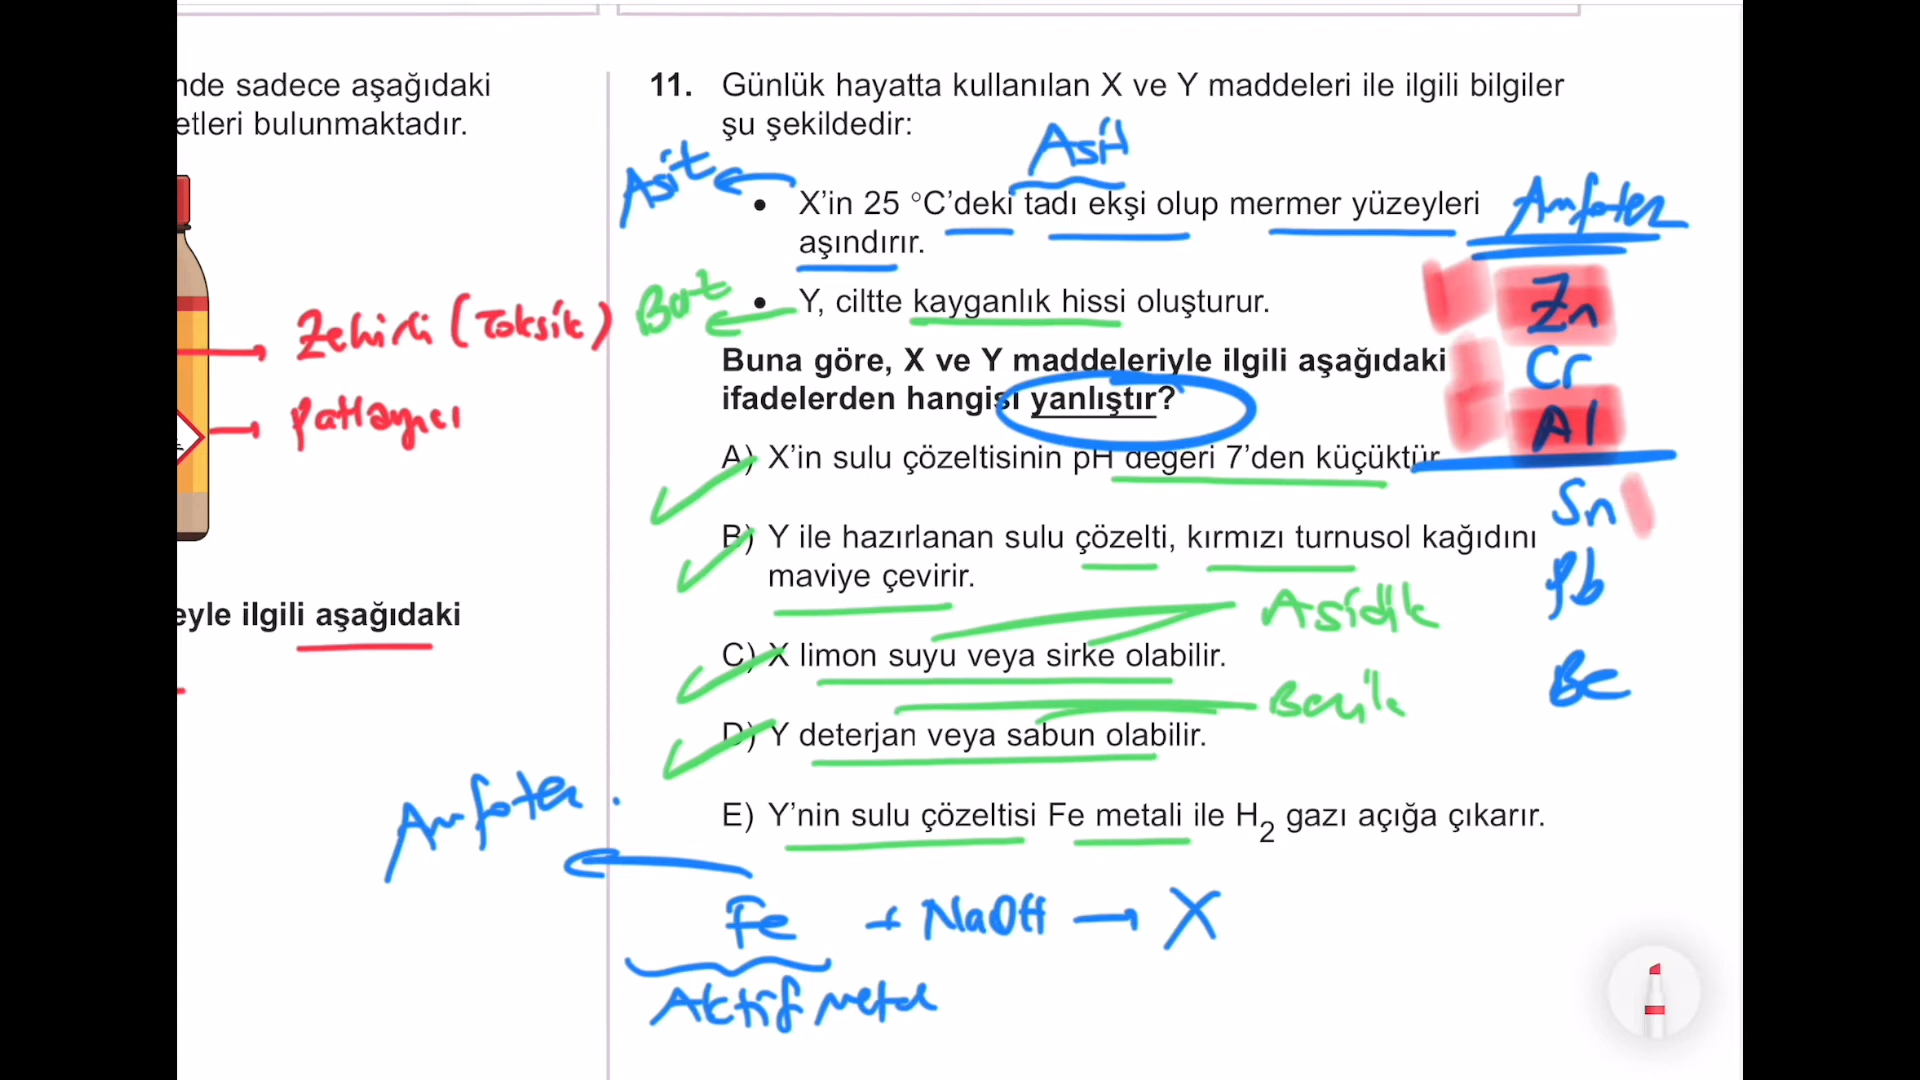 nde sadece aşağıdaki
etleri bulunmaktadır.
Zehirli (Toksik)
Patlayıcı
eyle ilgili aşağıdaki
11. Günlük hayatta kullanılan X ve Y maddeleri ile ilgili bilgiler
şu şekildedir:
Asit
Asit
• X’in 25 °C’deki tadı ekşi olup mermer yüzeyleri
aşındırır.
Baz
• Y, ciltte kayganlık hissi oluşturur.
Buna göre, X ve Y maddeleriyle ilgili aşağıdaki
ifadelerden hangisi yanlıştır?
A) X’in sulu çözeltisinin pH değeri 7’den küçüktür
B) Y ile hazırlanan sulu çözelti, kırmızı turnusol kağıdını
maviye çevirir.
Asidik
C) X limon suyu veya sirke olabilir.
Bazik
D) Y deterjan veya sabun olabilir.
E) Y’nin sulu çözeltisi Fe metali ile H2 gazı açığa çıkarır.
Amfoter
Zn
Cr
Al
Sn
Pb
Be
Amfoter.
Fe + NaOH → X
Aktif metal